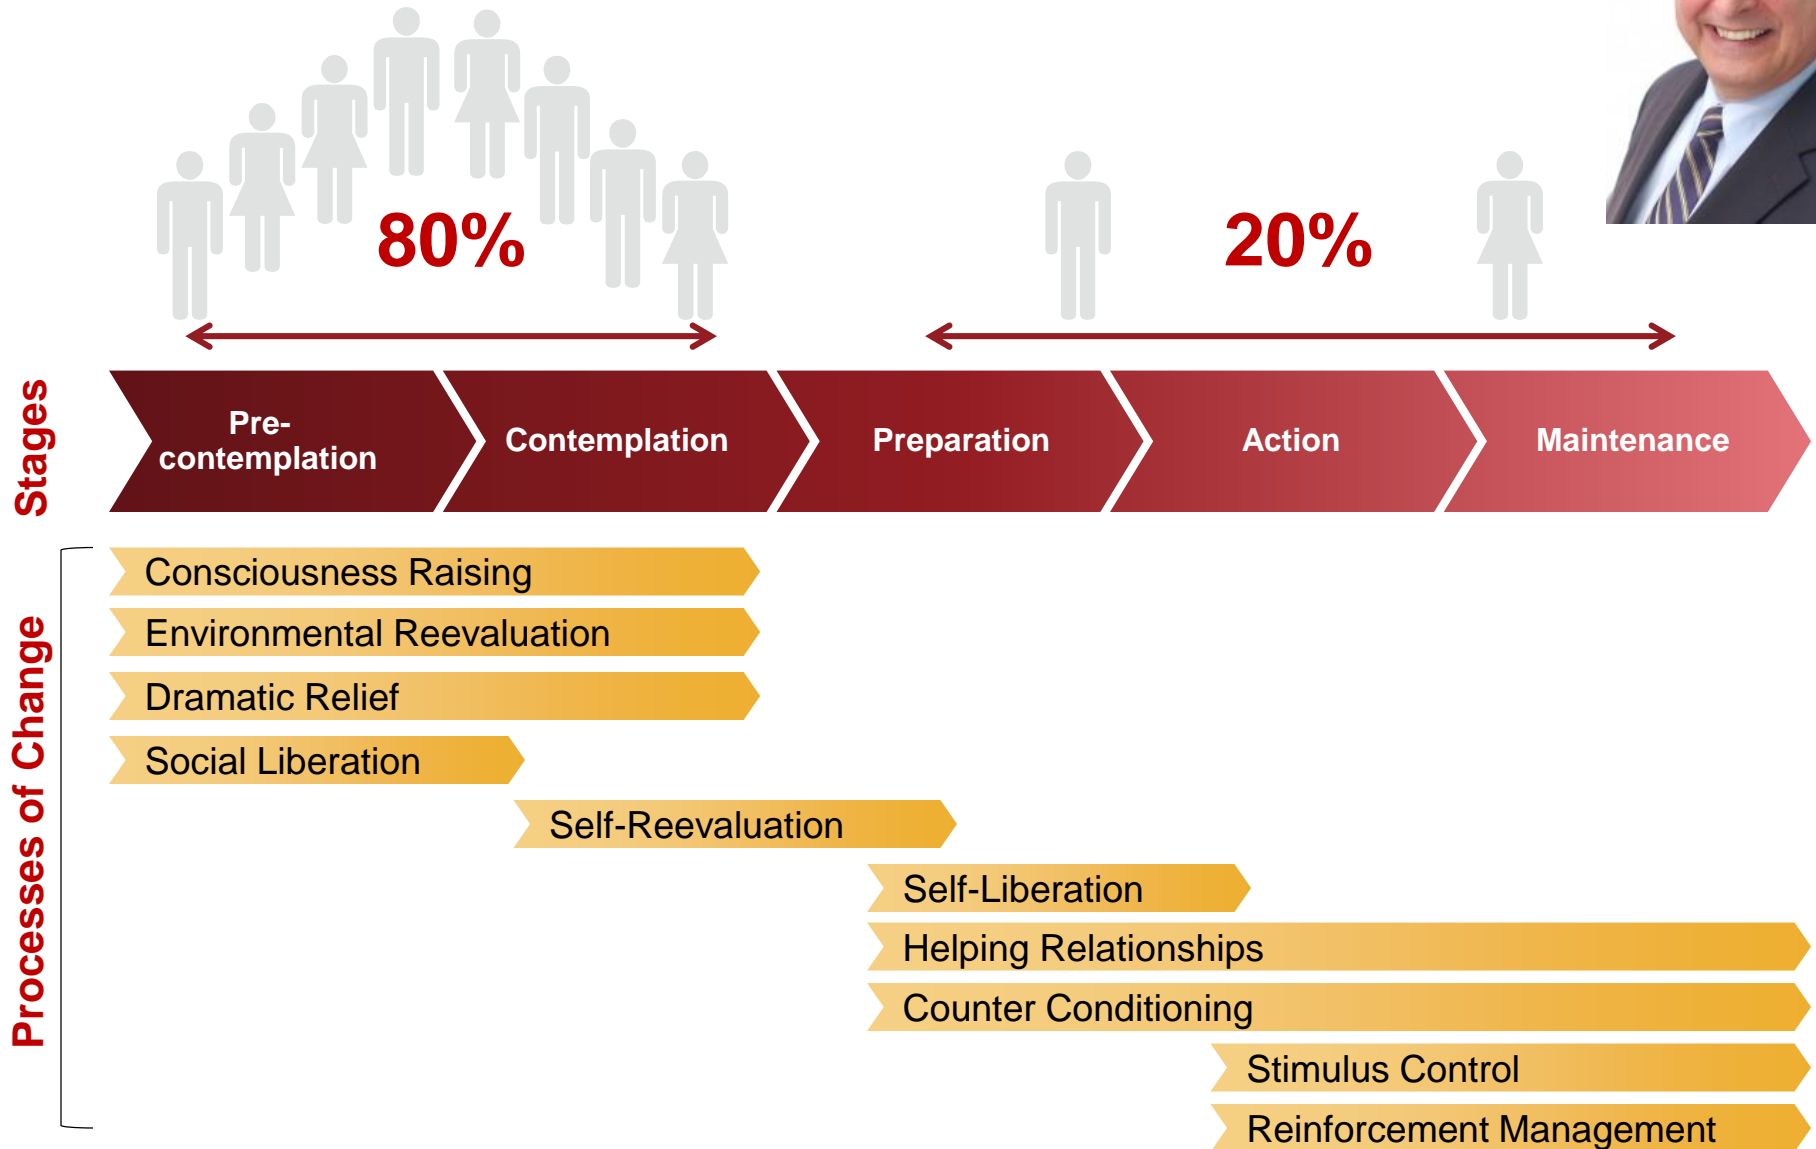 80%
20%
Stages
Pre-
contemplation
Contemplation
Preparation
Action
Maintenance
Processes of Change
Consciousness Raising
Environmental Reevaluation
Dramatic Relief
Social Liberation
Self-Reevaluation
Self-Liberation
Helping Relationships
Counter Conditioning
Stimulus Control
Reinforcement Management